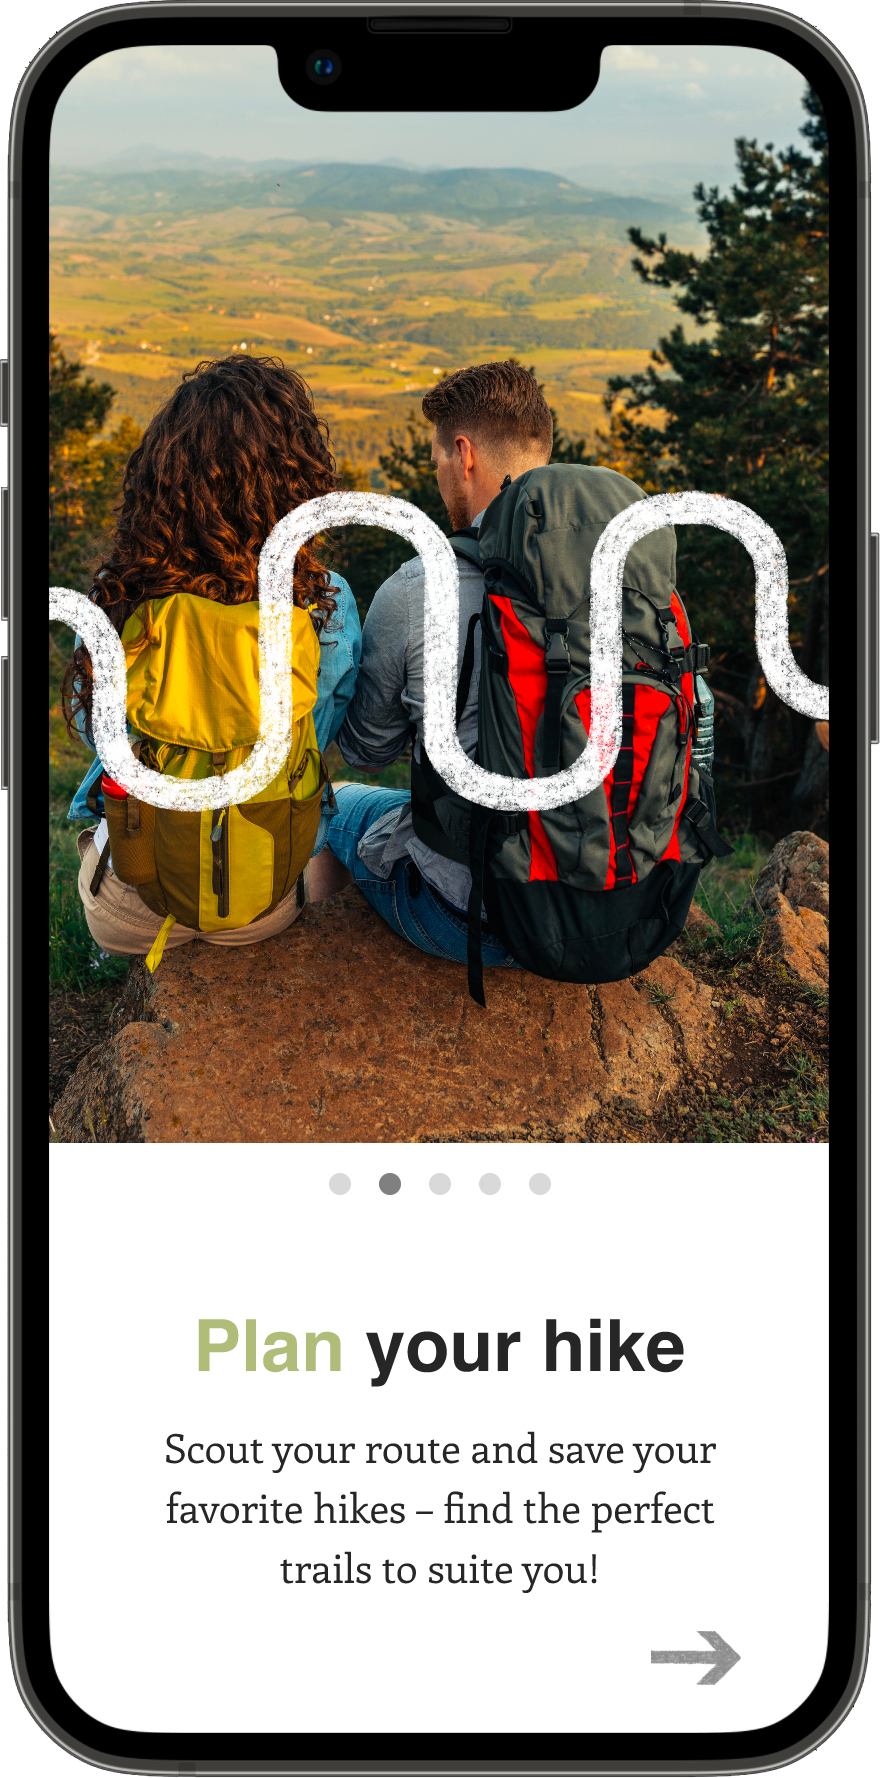 Plan your hike
Scout your route and save your
favorite hikes – find the perfect
trails to suite you!